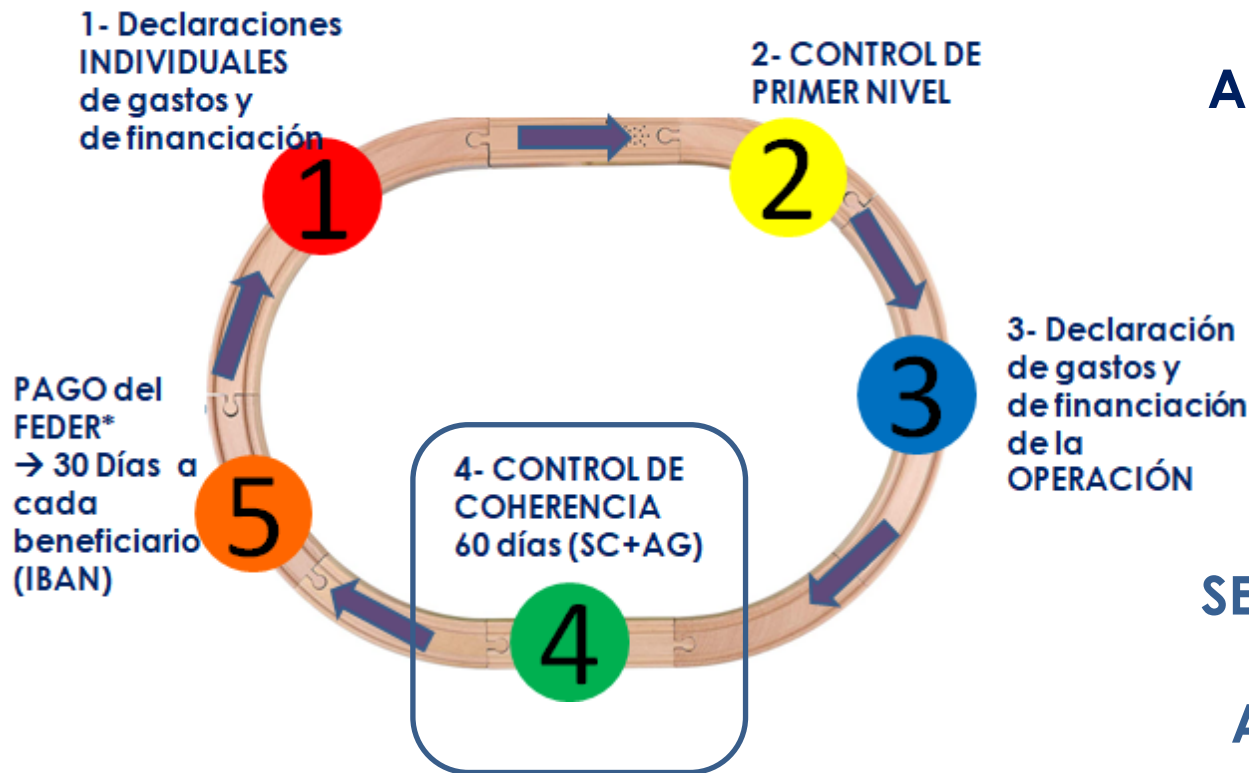 1- Declaraciones
INDIVIDUALES
de gastos y
de financiación
1
2- CONTROL DE
PRIMER NIVEL
2
A
3- Declaración
de gastos y
de financiación
de la
OPERACIÓN
3
4- CONTROL DE
COHERENCIA
60 días (SC+AG)
4
PAGO del
FEDER*
→ 30 Días a
cada
beneficiario
(IBAN)
5
SE
A